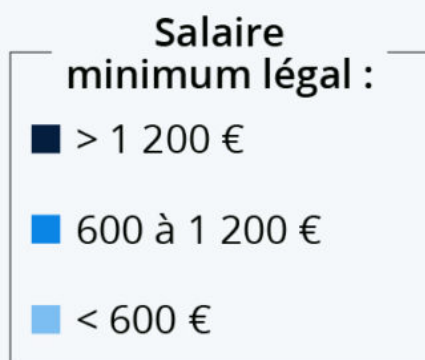 Salaire
minimum légal :
> 1 200 €
600 à 1 200 €
< 600 €